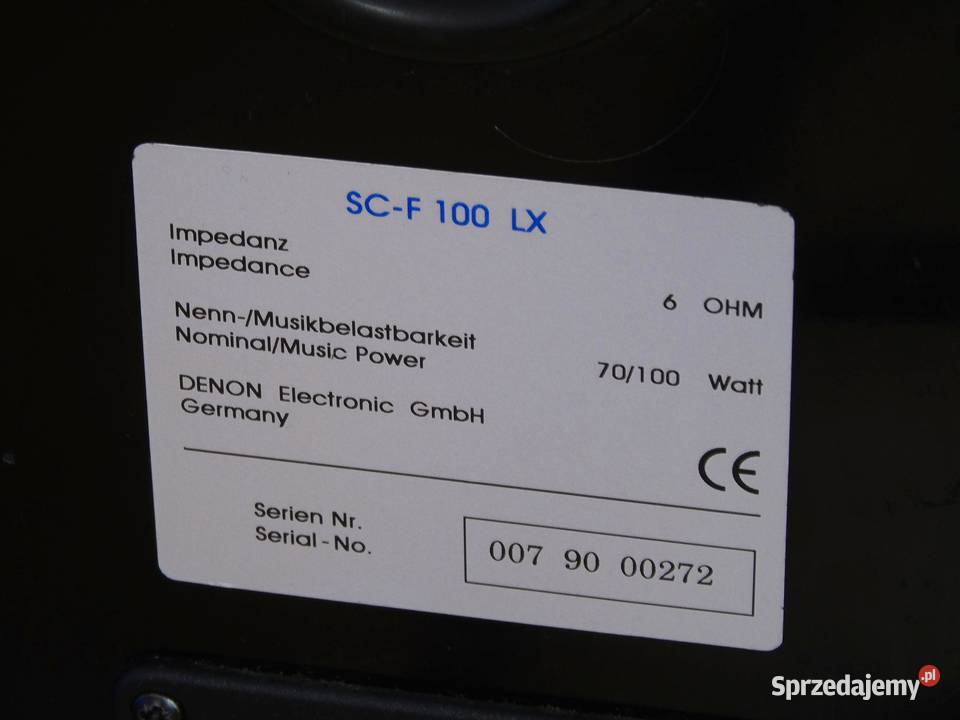 SC-F 100 LX
Impedanz
Impedance
6 OHM
Nenn-/Musikbelastbarkeit
Nominal/Music Power
70/100 Watt
DENON Electronic GmbH
Germany
CE
Serien Nr.
Serial-No.
007 90 00272
Sprzedajemy.pl